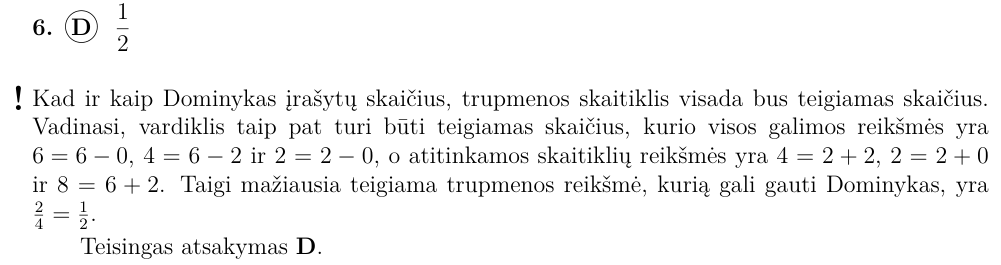 6. D 1/2
! Kad ir kaip Dominykas įrašytų skaičius, trupmenos skaitiklis visada bus teigiamas skaičius.
Vadinasi, vardiklis taip pat turi būti teigiamas skaičius, kurio visos galimos reikšmės yra
6 = 6 − 0, 4 = 6 − 2 ir 2 = 2 − 0, o atitinkamos skaitiklių reikšmės yra 4 = 2 + 2, 2 = 2 + 0
ir 8 = 6 + 2. Taigi mažiausia teigiama trupmenos reikšmė, kurią gali gauti Dominykas, yra
2/4 = 1/2.
Teisingas atsakymas D.